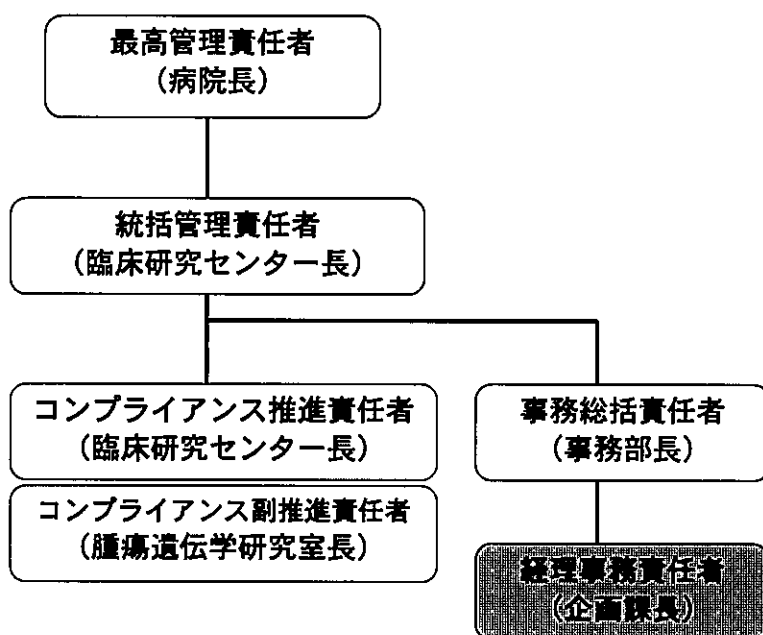 最高管理責任者
（病院長）
統括管理責任者
（臨床研究センター長）
コンプライアンス推進責任者
（臨床研究センター長）
コンプライアンス副推進責任者
（腫瘍遺伝学研究室長）
事務総括責任者
（事務部長）
経理事務責任者
（企画課長）